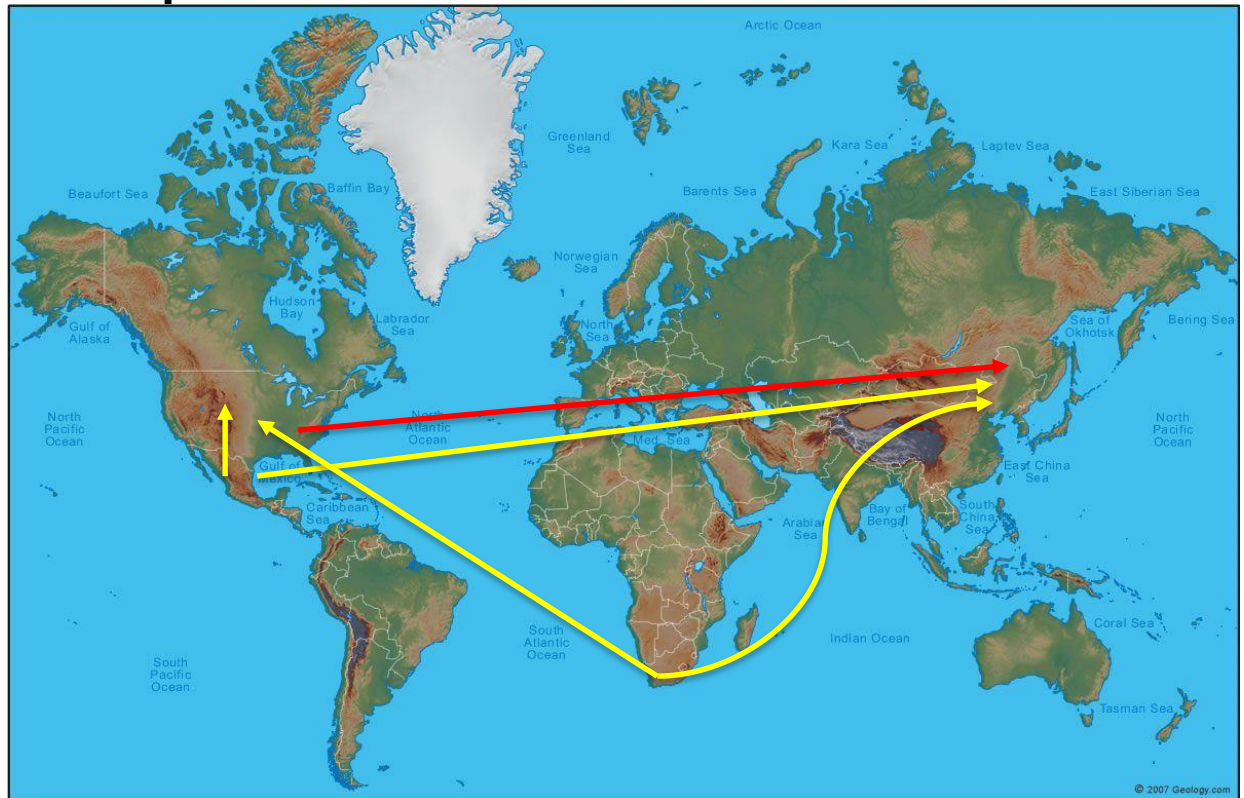 Arctic Ocean
Greenland
Sea
Kara Sea
Laptev Sea
Beaufort Sea
Baffin Bay
Barents Sea
East Siberian Sea
Norwegian
Sea
Hudson
Bay
Labrador
Sea
Gulf of
Alaska
North
Sea
Sea of
Okhotsk
Bering Sea
North
Pacific
Ocean
North
Atlantic
Ocean
Med. Sea
North
Pacific
Ocean
Gulf of
Mexico
East China
Sea
Caribbean
Sea
Arabian
Sea
Bay of
Bengal
South
China
Sea
South
Atlantic
Ocean
Indian Ocean
Coral Sea
South
Pacific
Ocean
Tasman Sea
© 2007 Geology.com